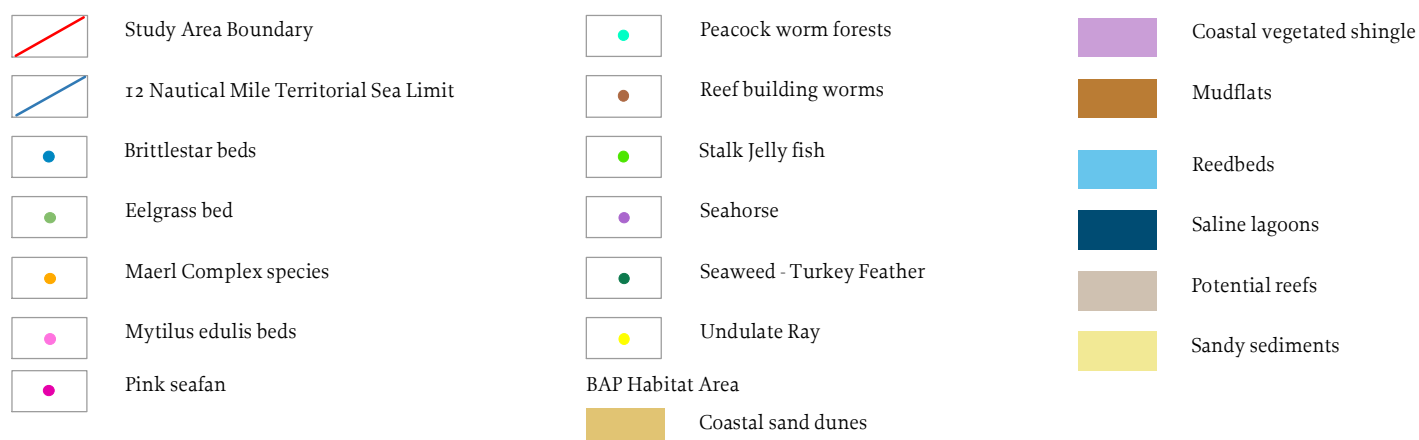 Study Area Boundary
12 Nautical Mile Territorial Sea Limit
Brittlestar beds
Eelgrass bed
Maerl Complex species
Mytilus edulis beds
Pink seafan
Peacock worm forests
Reef building worms
Stalk Jelly fish
Seahorse
Seaweed - Turkey Feather
Undulate Ray
BAP Habitat Area
Coastal sand dunes
Coastal vegetated shingle
Mudflats
Reedbeds
Saline lagoons
Potential reefs
Sandy sediments